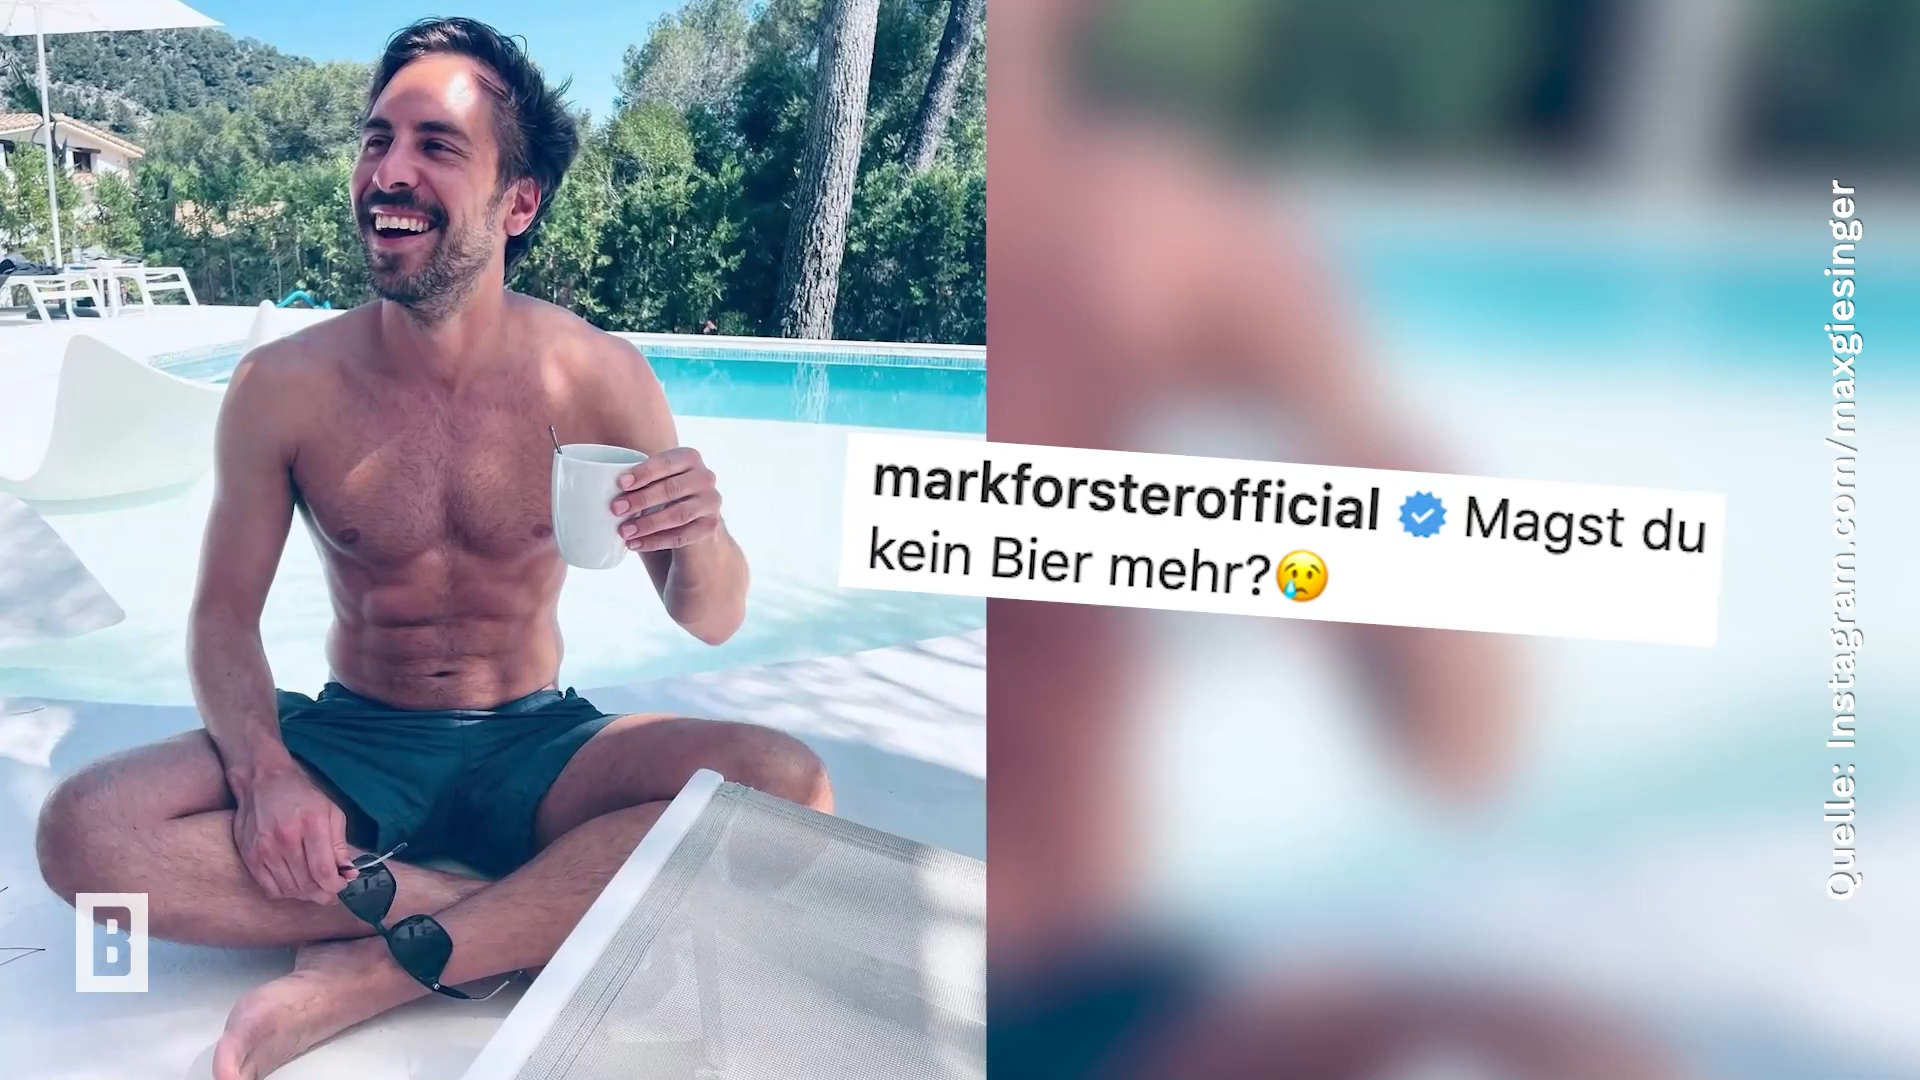 markforsterofficial Magst du
kein Bier mehr?😢
Quelle: Instagram.com/maxgiesinger
B